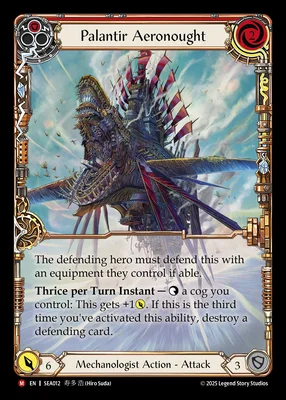 Palantir Aeronought
The defending hero must defend this with
an equipment they control if able.
Thrice per Turn Instant – a cog you
control: This gets +1. If this is the third
time you've activated this ability, destroy a
defending card.
6
Mechanologist Action - Attack
3
M EN SEA012 寿多浩 (Hiro Suda)
© 2025 Legend Story Studios